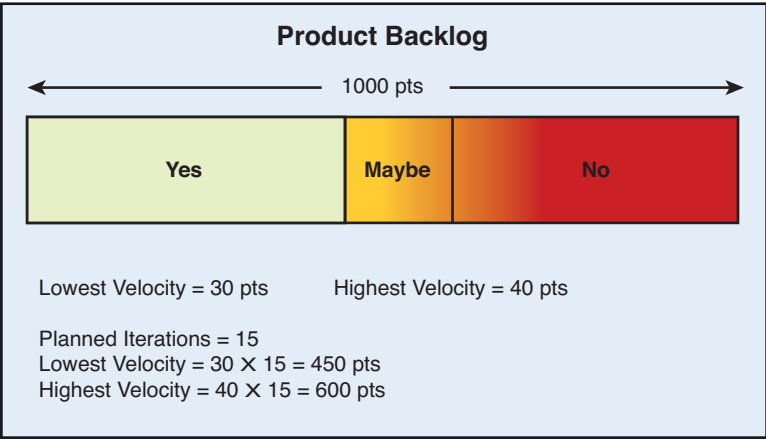 Product Backlog
1000 pts
Yes Maybe No
Lowest Velocity = 30 pts Highest Velocity = 40 pts
Planned Iterations = 15
Lowest Velocity = 30 × 15 = 450 pts
Highest Velocity = 40 × 15 = 600 pts